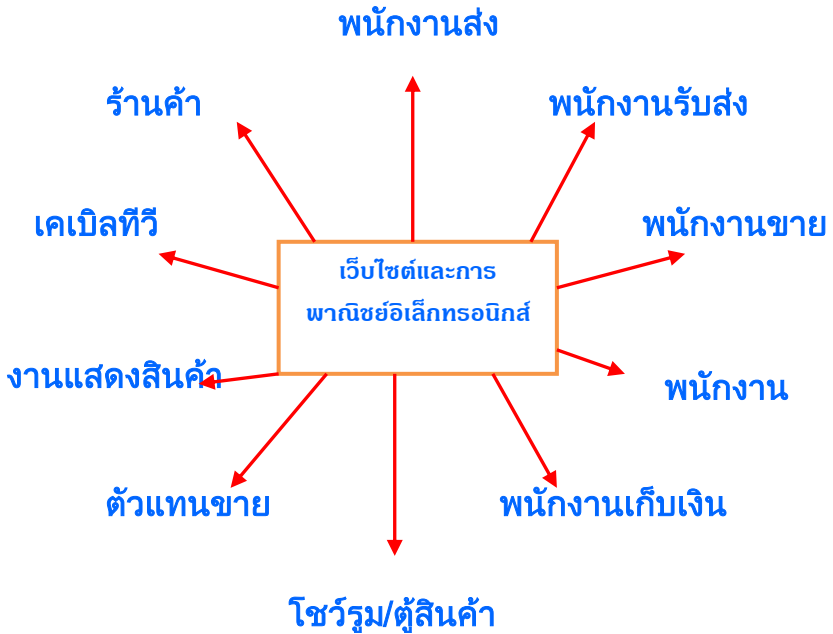 พนักงานส่ง
ร้านค้า
พนักงานรับส่ง
เคเบิลทีวี
พนักงานขาย
เว็บไซต์และการ
พาณิชย์อิเล็กทรอนิกส์
งานแสดงสินค้า
พนักงาน
ตัวแทนขาย
พนักงานเก็บเงิน
โชว์รูม/ตู้สินค้า